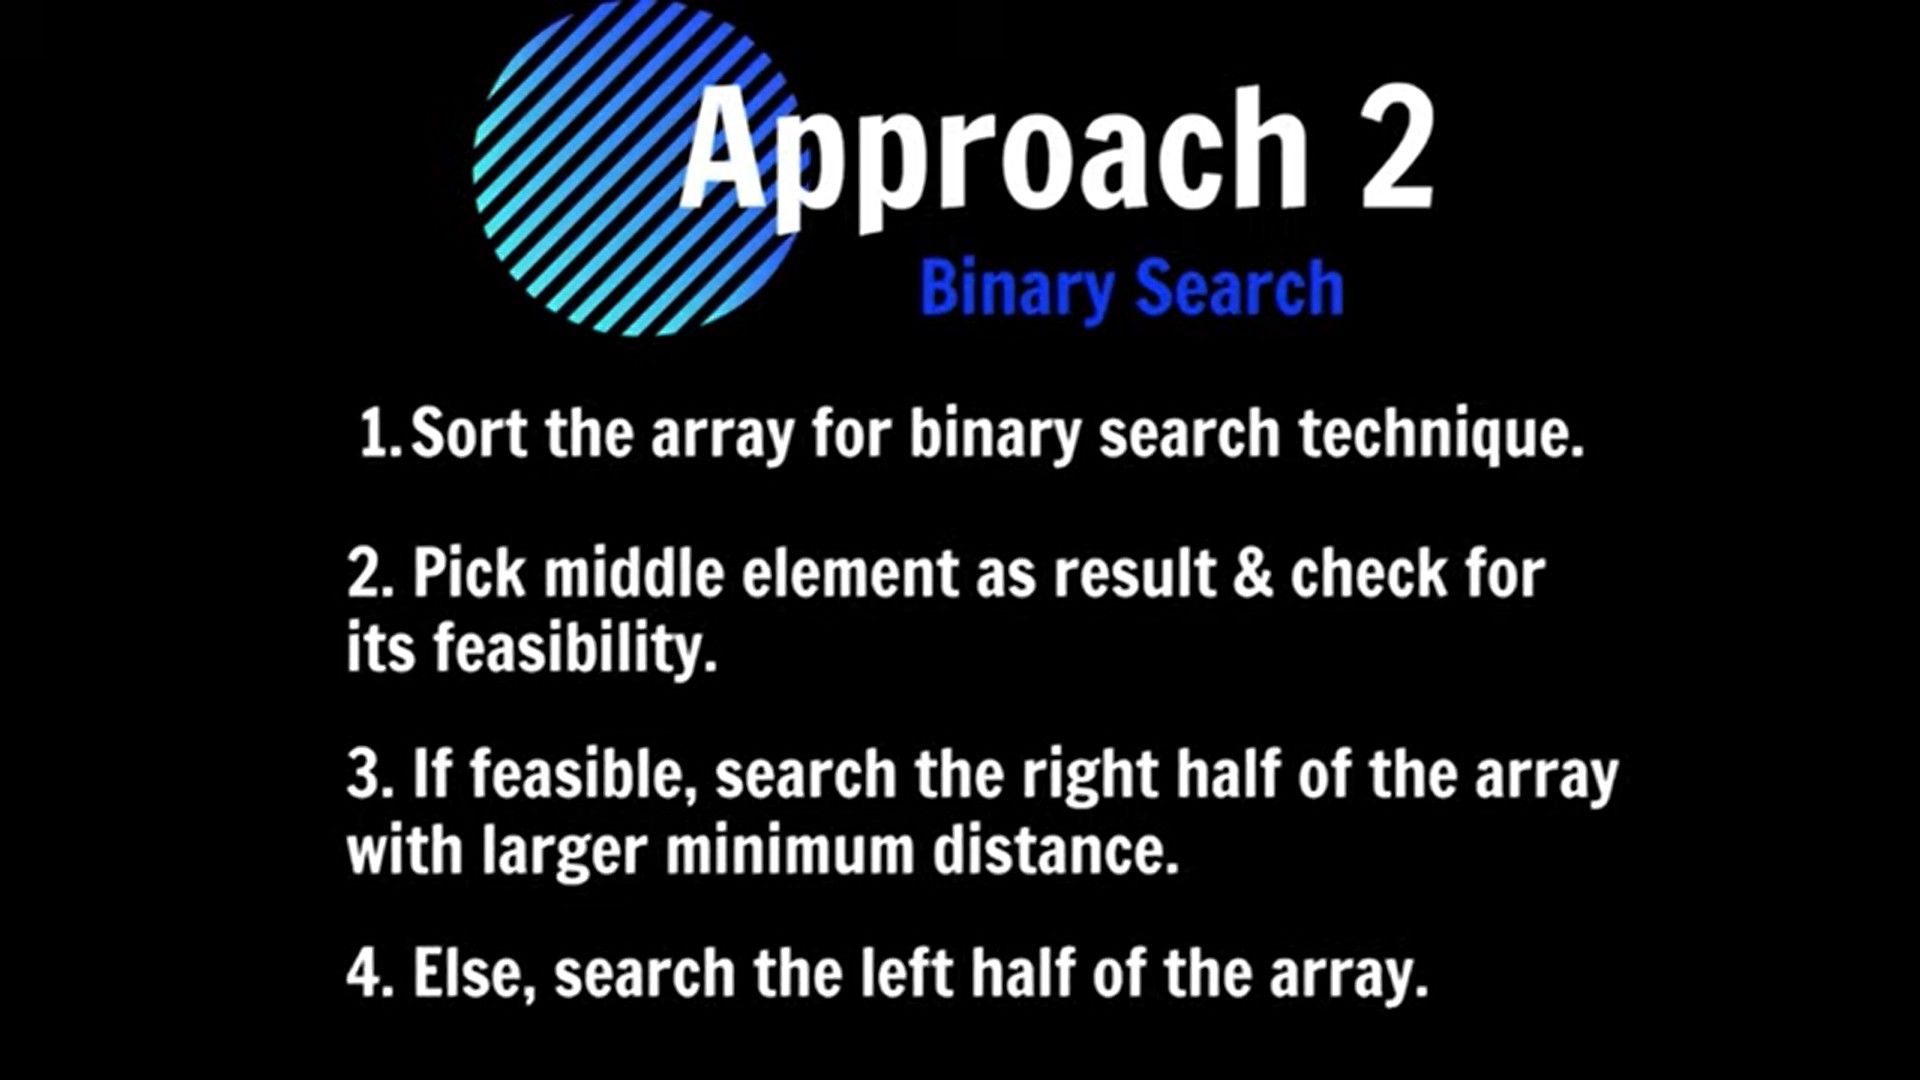 Approach 2
Binary Search
1. Sort the array for binary search technique.
2. Pick middle element as result & check for
its feasibility.
3. If feasible, search the right half of the array
with larger minimum distance.
4. Else, search the left half of the array.